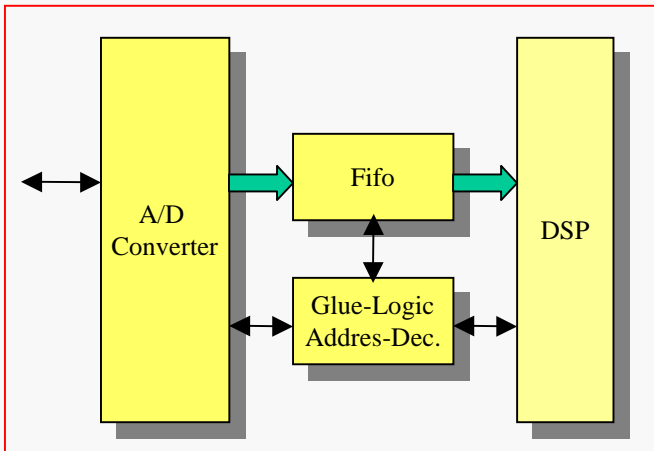 A/D
Converter
Fifo
Glue-Logic
Addres-Dec.
DSP